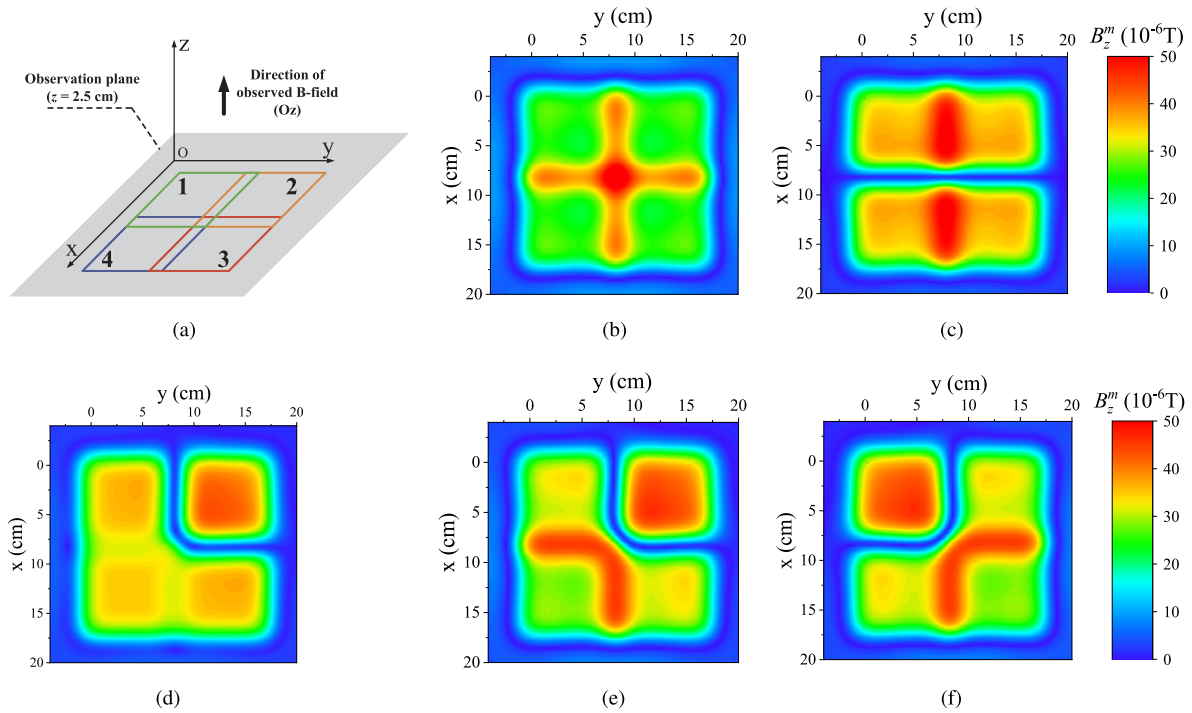 z
Observation plane
(z = 2.5 cm)
Direction of
observed B-field
(Oz)
O
y
1
2
X
4
3
(a)
y (cm)
0 5 10 15 20
x (cm)
0
5
10
15
20
(b)
y (cm)
0 5 10 15 20
x (cm)
0
5
10
15
20
(c)
B_z^m (10^-6T)
50
40
30
20
10
0
y (cm)
0 5 10 15 20
x (cm)
0
5
10
15
20
(d)
y (cm)
0 5 10 15 20
x (cm)
0
5
10
15
20
(e)
y (cm)
0 5 10 15 20
x (cm)
0
5
10
15
20
(f)
B_z^m (10^-6T)
50
40
30
20
10
0